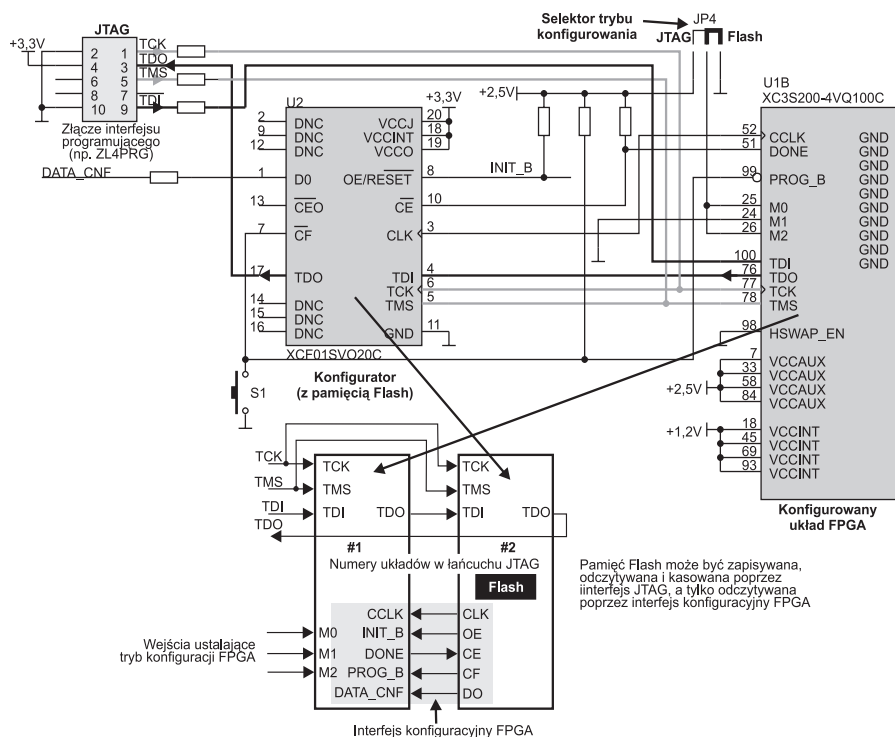 JTAG
+3,3V
TCK
TDO
TMS
TDI
2 1
4 3
6 5
8 7
10 9
Złącze interfejsu
programującego
(np. ZL4PRG)
DATA_CNF
Selektor trybu
konfigurowania
JP4
JTAG
Flash
U2
+3,3V
+2,5V
2 DNC VCCJ 20
9 DNC VCCINT 18
12 DNC VCCO 19
1 D0 OE/RESET 8
INIT_B
13 CEO CE 10
7 CF CLK 3
17 TDO TDI 4
TCK 6
TMS 5
14 DNC
15 DNC
16 DNC GND 11
XCF01SVO20C
Konfigurator
(z pamięcią Flash)
S1
U1B
XC3S200-4VQ100C
52 CCLK GND
51 DONE GND
GND
99 PROG_B GND
GND
25 M0 GND
24 M1 GND
26 M2 GND
GND
100 TDI GND
76 TDO
77 TCK
78 TMS
98 HSWAP_EN
7 VCCAUX
33 VCCAUX
+2,5V 58 VCCAUX
84 VCCAUX
+1,2V 18 VCCINT
45 VCCINT
69 VCCINT
93 VCCINT
Konfigurowany
układ FPGA
TCK TCK TCK
TMS TMS TMS
TDI TDI TDO TDI TDO
TDO
#1 #2
Numery układów w łańcuchu JTAG
Flash
Pamięć Flash może być zapisywana,
odczytywana i kasowana poprzez
iinterfejs JTAG, a tylko odczytywana
poprzez interfejs konfiguracyjny FPGA
Wejścia ustalające
tryb konfiguracji FPGA
CCLK CLK
M0 INIT_B OE
M1 DONE CE
M2 PROG_B CF
DATA_CNF DO
Interfejs konfiguracyjny FPGA